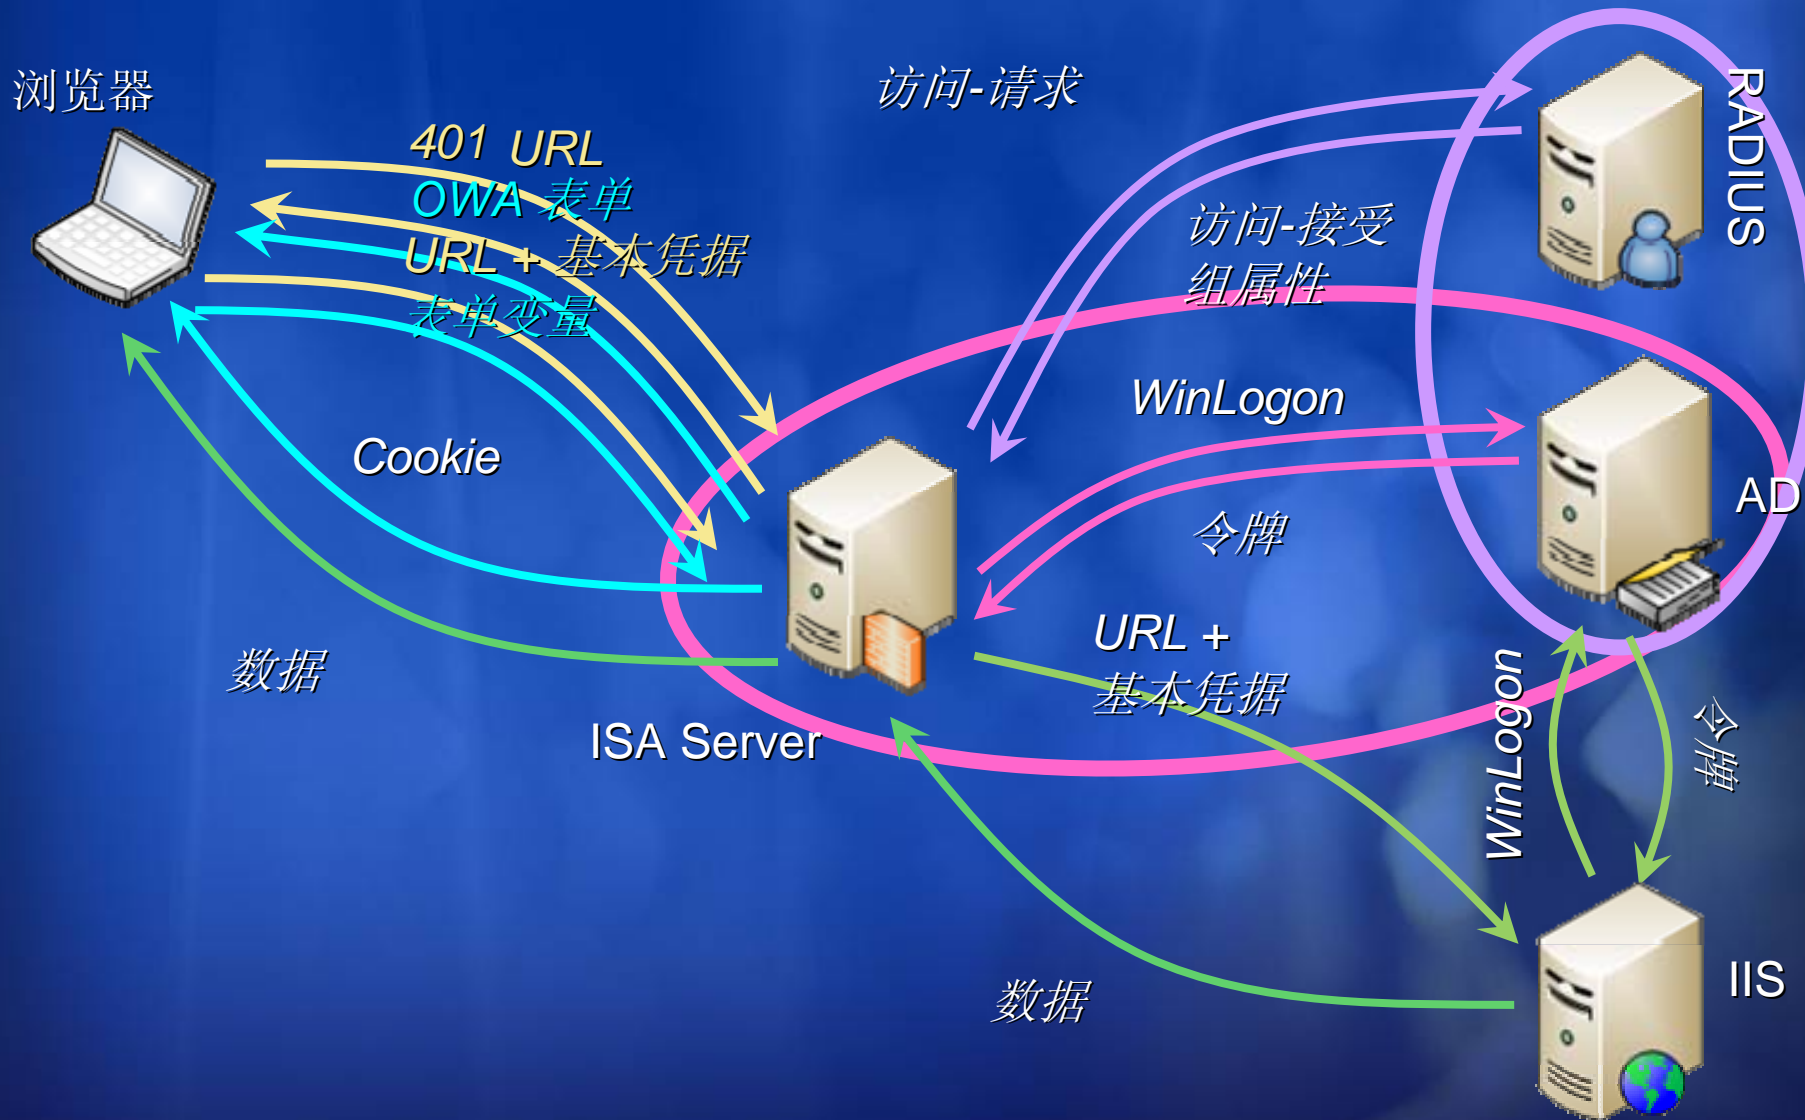 浏览器
401 URL
OWA 表单
URL + 基本凭据
表单变量
Cookie
数据
访问-请求
访问-接受
组属性
RADIUS
WinLogon
令牌
AD
URL +
基本凭据
ISA Server
WinLogon
令牌
数据
IIS